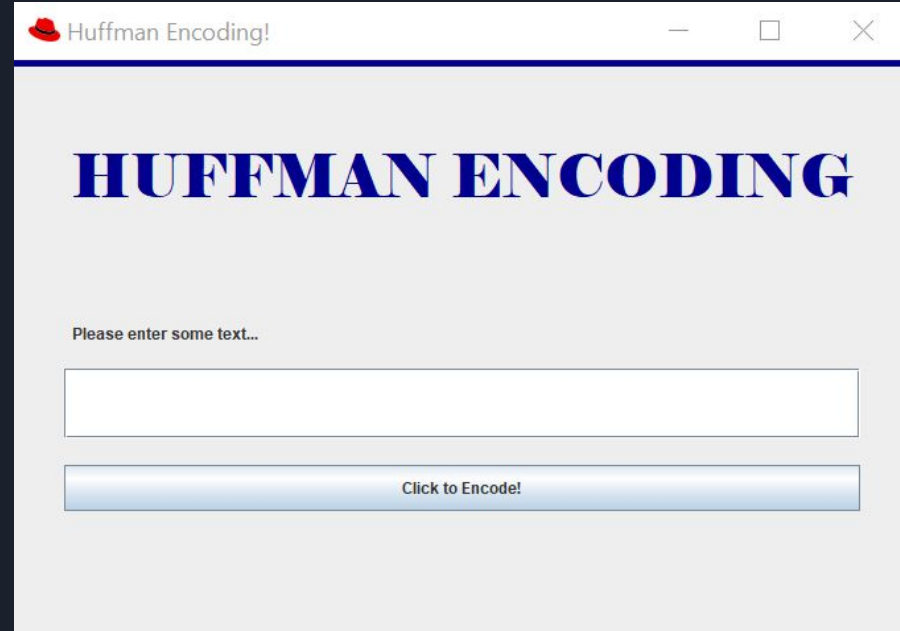 Huffman Encoding!
HUFFMAN ENCODING
Please enter some text...
Click to Encode!